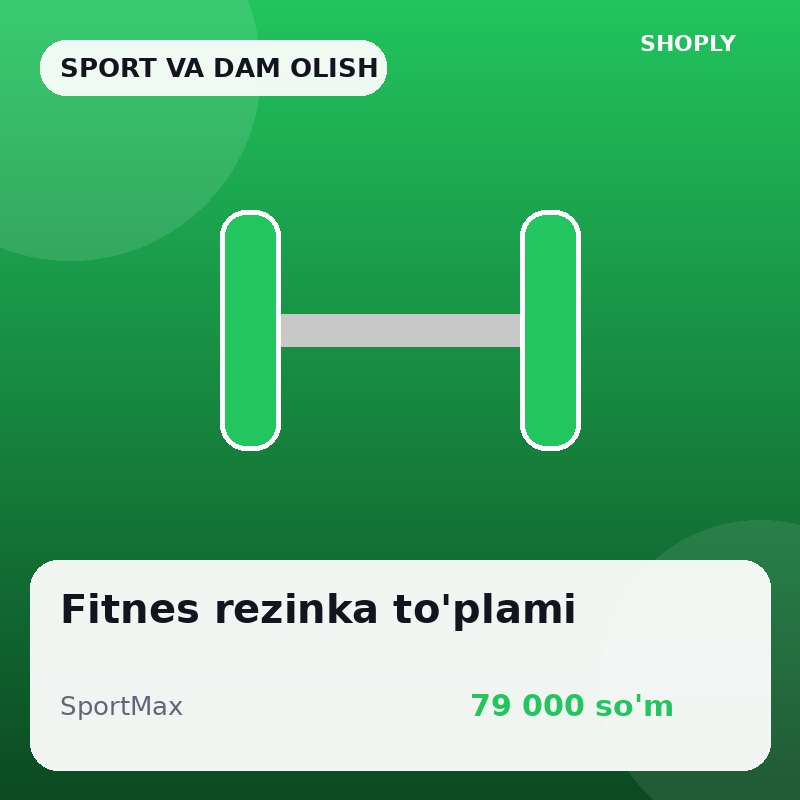 SPORT VA DAM OLISH
SHOPLY
Fitnes rezinka to'plami
SportMax
79 000 so'm